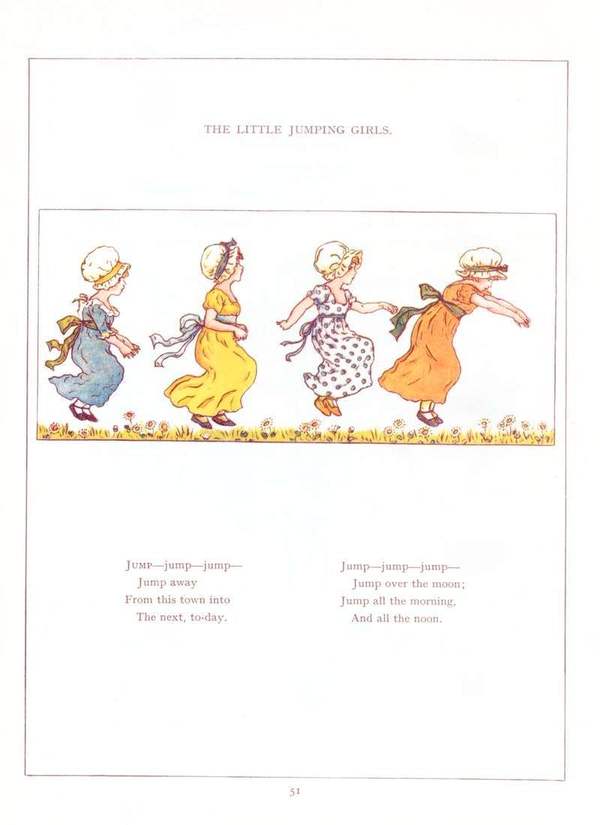 THE LITTLE JUMPING GIRLS.
JUMP—jump—jump—
Jump away
From this town into
The next, to-day.
Jump—jump—jump—
Jump over the moon;
Jump all the morning,
And all the noon.
51